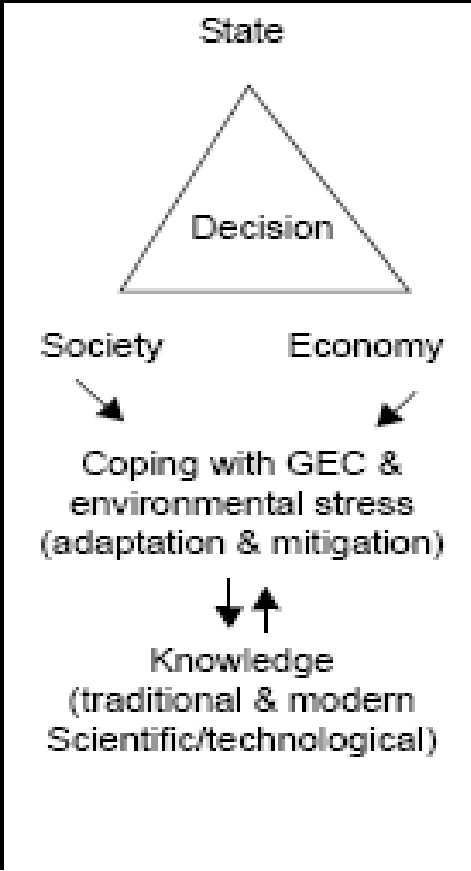 State
Decision
Society Economy
Coping with GEC &
environmental stress
(adaptation & mitigation)
Knowledge
(traditional & modern
Scientific/technological)